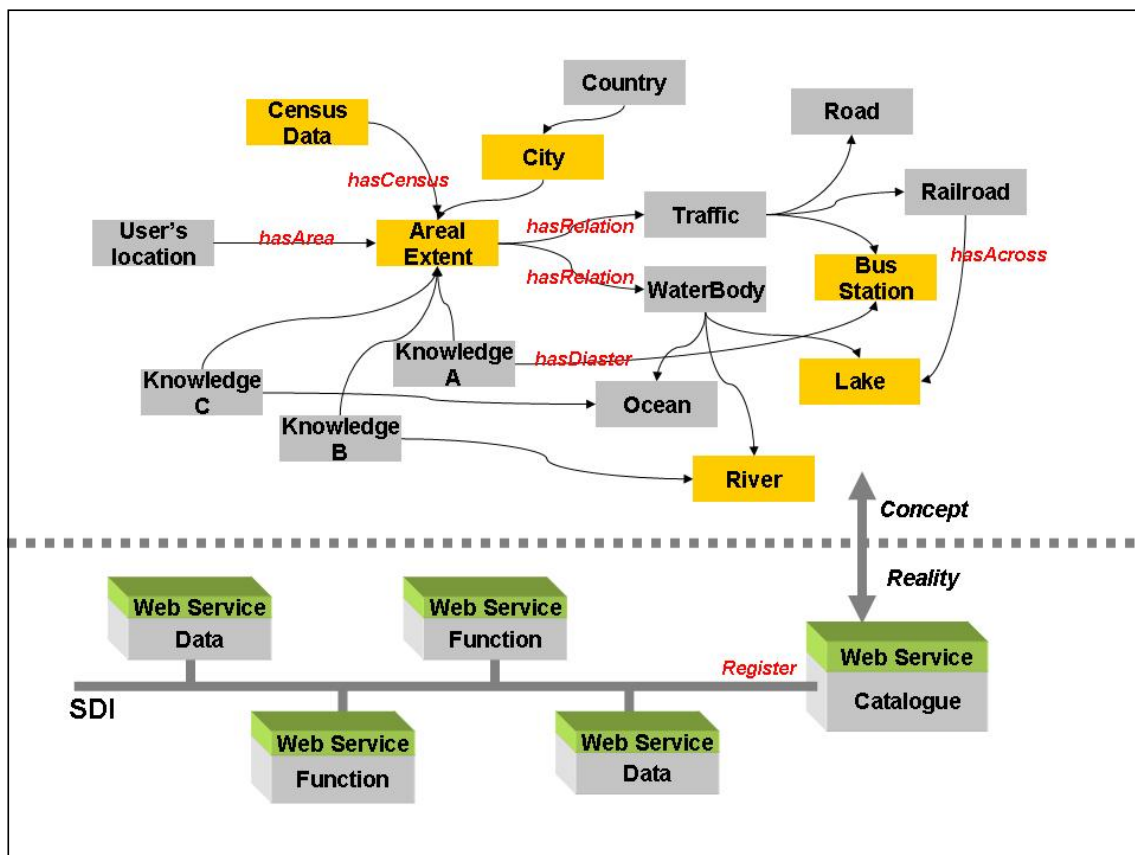 Country
Census
Data
Road
City
hasCensus
Railroad
User's
location
hasArea
Areal
Extent
hasRelation
Traffic
hasAcross
Bus
Station
hasRelation
WaterBody
Knowledge
A
hasDiaster
Knowledge
C
Lake
Ocean
Knowledge
B
River
Concept
Reality
Web Service
Data
Web Service
Function
Register
Web Service
Catalogue
SDI
Web Service
Function
Web Service
Data